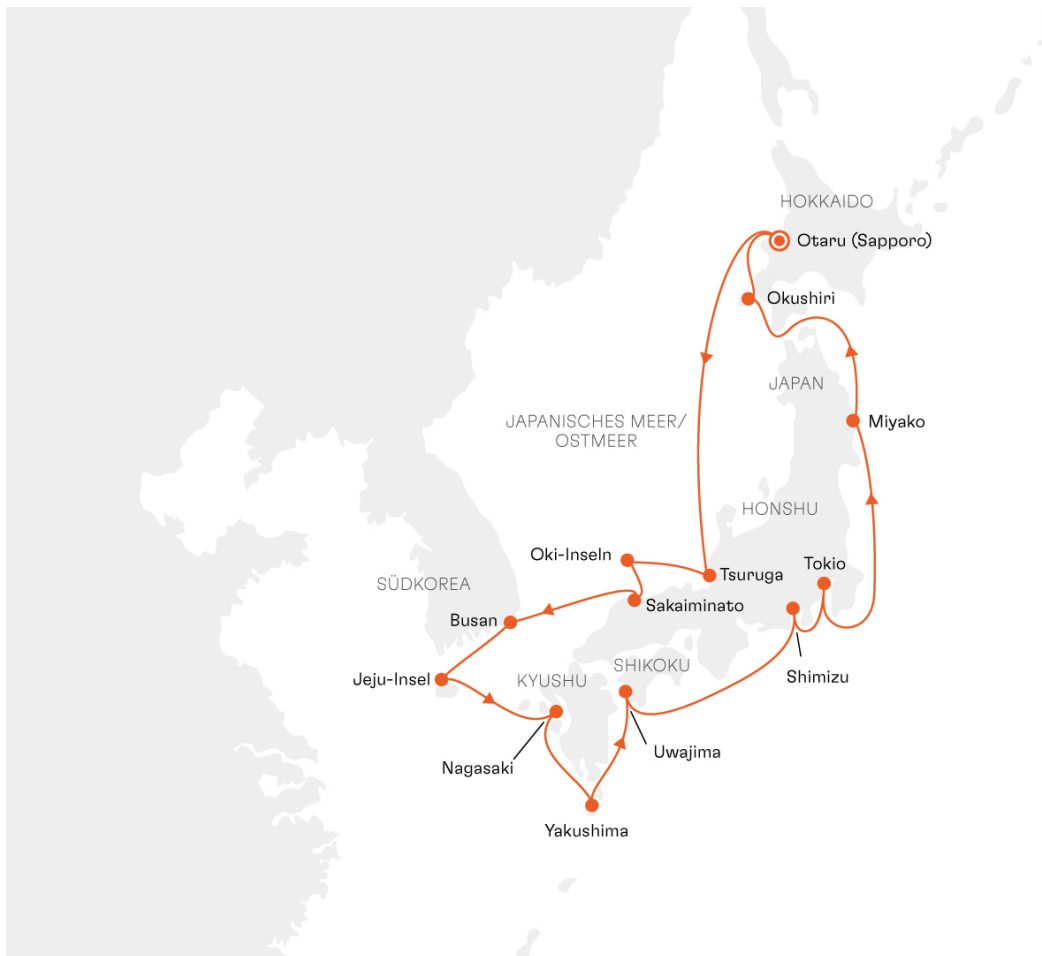 HOKKAIDO
Otaru (Sapporo)
Okushiri
JAPAN
JAPANISCHES MEER/
OSTMEER
Miyako
HONSHU
Oki-Inseln
Tokio
Tsuruga
SÜDKOREA
Sakaiminato
Busan
SHIKOKU
Shimizu
Jeju-Insel
KYUSHU
Uwajima
Nagasaki
Yakushima